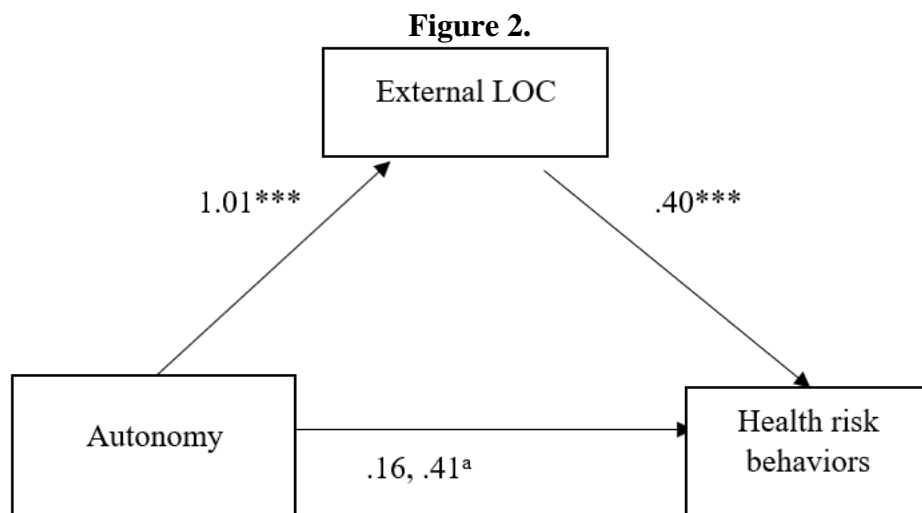 Figure 2.
External LOC
1.01***
.40***
Autonomy
.16, .41ᵃ
Health risk
behaviors